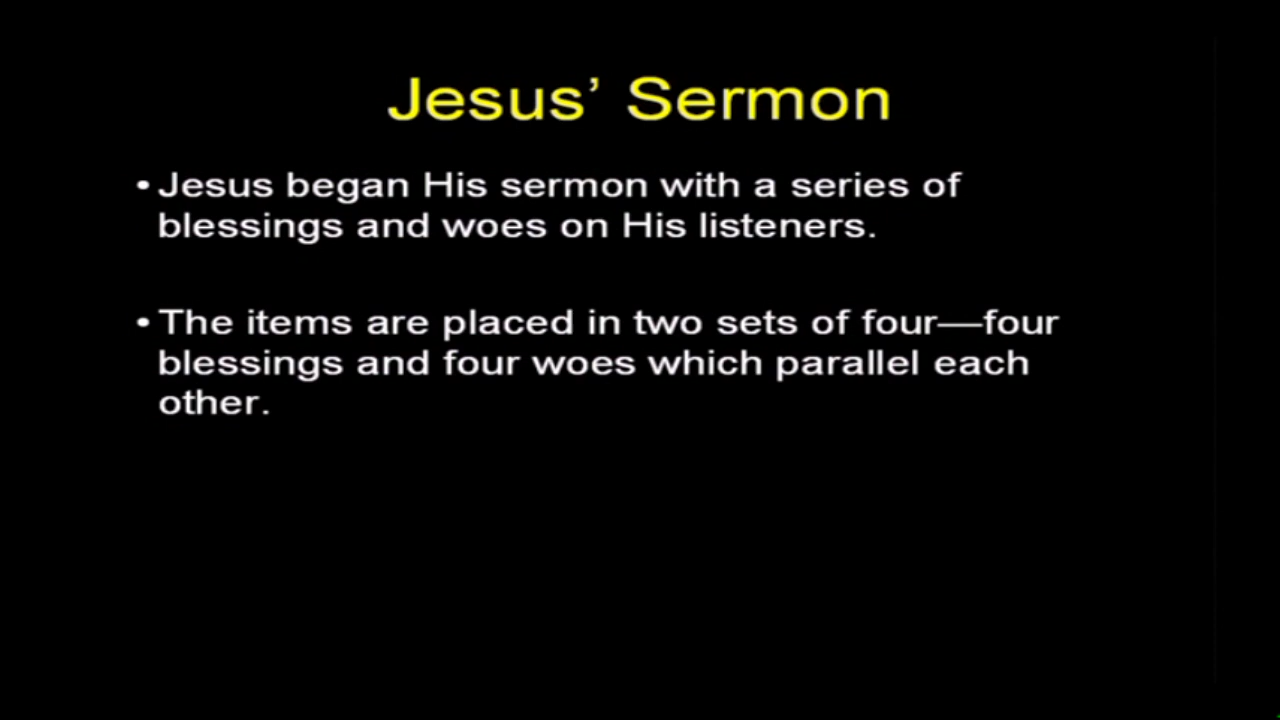 Jesus’ Sermon
• Jesus began His sermon with a series of
blessings and woes on His listeners.
• The items are placed in two sets of four—four
blessings and four woes which parallel each
other.